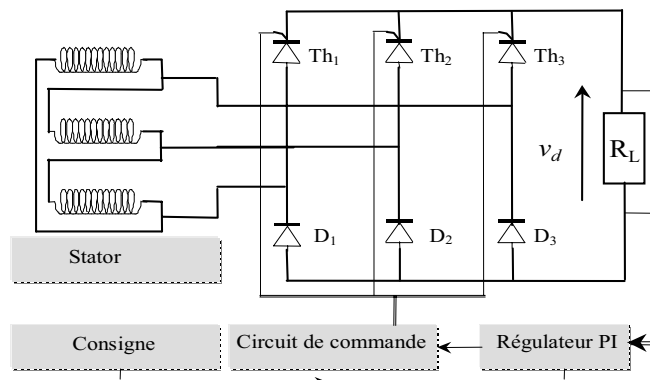 Th1 Th2 Th3
vd
RL
D1 D2 D3
Stator
Consigne
Circuit de commande
Régulateur PI